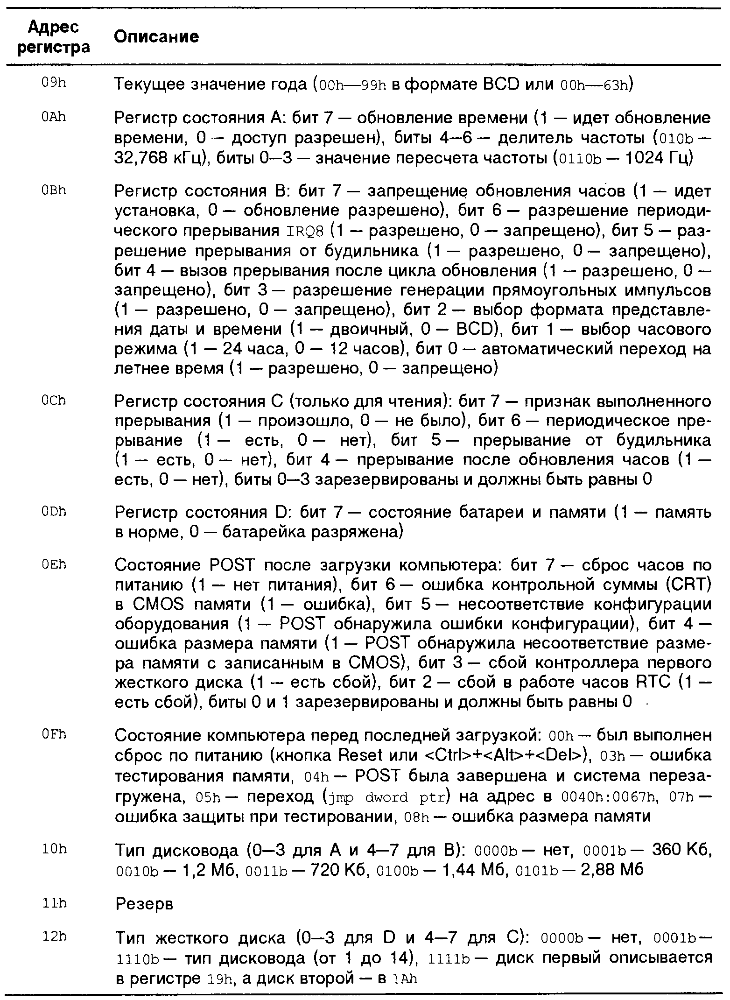 Адрес
регистра
Описание
09h Текущее значение года (00h—99h в формате BCD или 00h—63h)
0Ah Регистр состояния A: бит 7 — обновление времени (1 — идет обновление
времени, 0 — доступ разрешен), биты 4—6 — делитель частоты (010b —
32,768 кГц), биты 0—3 — значение пересчета частоты (0110b — 1024 Гц)
0Bh Регистр состояния B: бит 7 — запрещение обновления часов (1 — идет
установка, 0 — обновление разрешено), бит 6 — разрешение периоди-
ческого прерывания IRQ8 (1 — разрешено, 0 — запрещено), бит 5 — раз-
решение прерывания от будильника (1 — разрешено, 0 — запрещено),
бит 4 — вызов прерывания после цикла обновления (1 — разрешено, 0 —
запрещено), бит 3 — разрешение генерации прямоугольных импульсов
(1 — разрешено, 0 — запрещено), бит 2 — выбор формата представле-
ния даты и времени (1 — двоичный, 0 — BCD), бит 1 — выбор часового
режима (1 — 24 часа, 0 — 12 часов), бит 0 — автоматический переход на
летнее время (1 — разрешено, 0 — запрещено)
0Ch Регистр состояния C (только для чтения): бит 7 — признак выполненного
прерывания (1 — произошло, 0 — не было), бит 6 — периодическое пре-
рывание (1 — есть, 0 — нет), бит 5 — прерывание от будильника
(1 — есть, 0 — нет), бит 4 — прерывание после обновления часов (1 —
есть, 0 — нет), биты 0—3 зарезервированы и должны быть равны 0
0Dh Регистр состояния D: бит 7 — состояние батареи и памяти (1 — память
в норме, 0 — батарейка разряжена)
0Eh Состояние POST после загрузки компьютера: бит 7 — сброс часов по
питанию (1 — нет питания), бит 6 — ошибка контрольной суммы (CRT)
в CMOS памяти (1 — ошибка), бит 5 — несоответствие конфигурации
оборудования (1 — POST обнаружила ошибки конфигурации), бит 4 —
ошибка размера памяти (1 — POST обнаружила несоответствие разме-
ра памяти с записанным в CMOS), бит 3 — сбой контроллера первого
жесткого диска (1 — есть сбой), бит 2 — сбой в работе часов RTC (1 —
есть сбой), биты 0 и 1 зарезервированы и должны быть равны 0
0Fh Состояние компьютера перед последней загрузкой: 00h — был выполнен
сброс по питанию (кнопка Reset или <Ctrl>+<Alt>+<Del>), 03h — ошибка
тестирования памяти, 04h — POST была завершена и система переза-
гружена, 05h — переход (jmp dword ptr) на адрес в 0040h:0067h, 07h —
ошибка защиты при тестировании, 08h — ошибка размера памяти
10h Тип дисковода (0—3 для A и 4—7 для B): 0000b — нет, 0001b — 360 Кб,
0010b — 1,2 Мб, 0011b — 720 Кб, 0100b — 1,44 Мб, 0101b — 2,88 Мб
11h Резерв
12h Тип жесткого диска (0—3 для D и 4—7 для C): 0000b — нет, 0001b—
1110b — тип дисковода (от 1 до 14), 1111b — диск первый описывается
в регистре 19h, а диск второй — в 1Ah